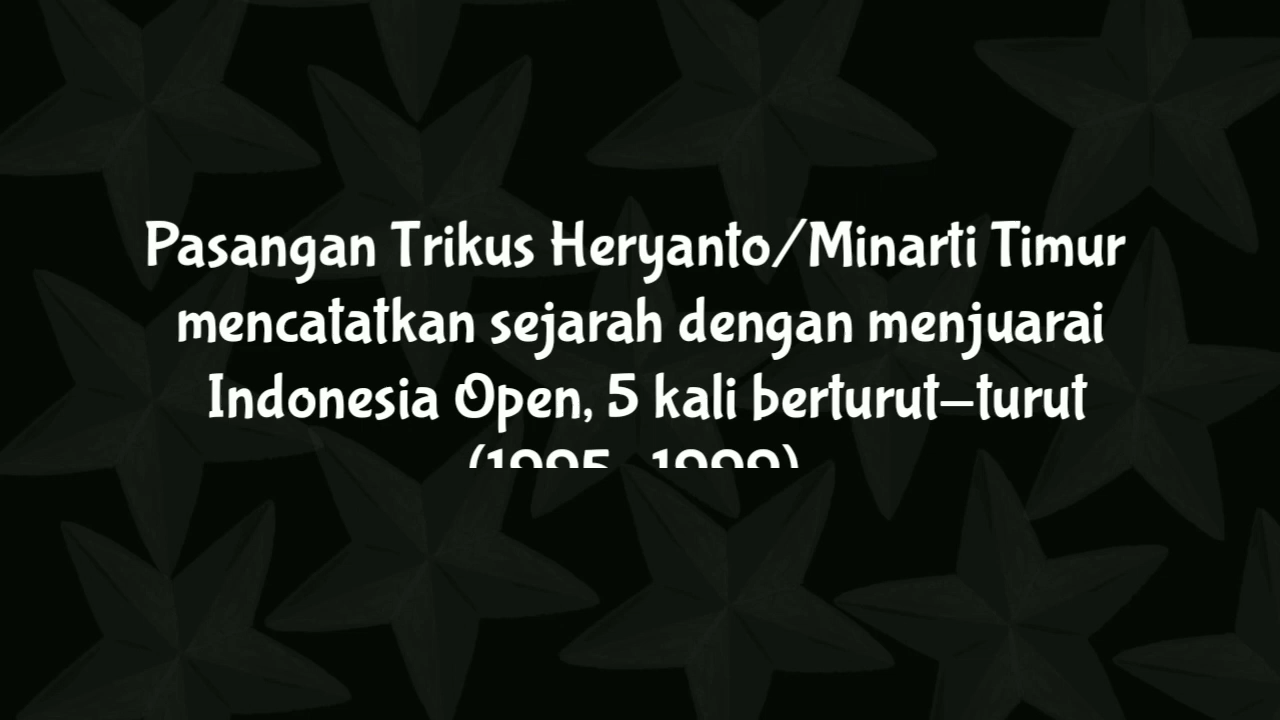 Pasangan Trikus Heryanto/Minarti Timur
mencatatkan sejarah dengan menjuarai
Indonesia Open, 5 kali berturut-turut